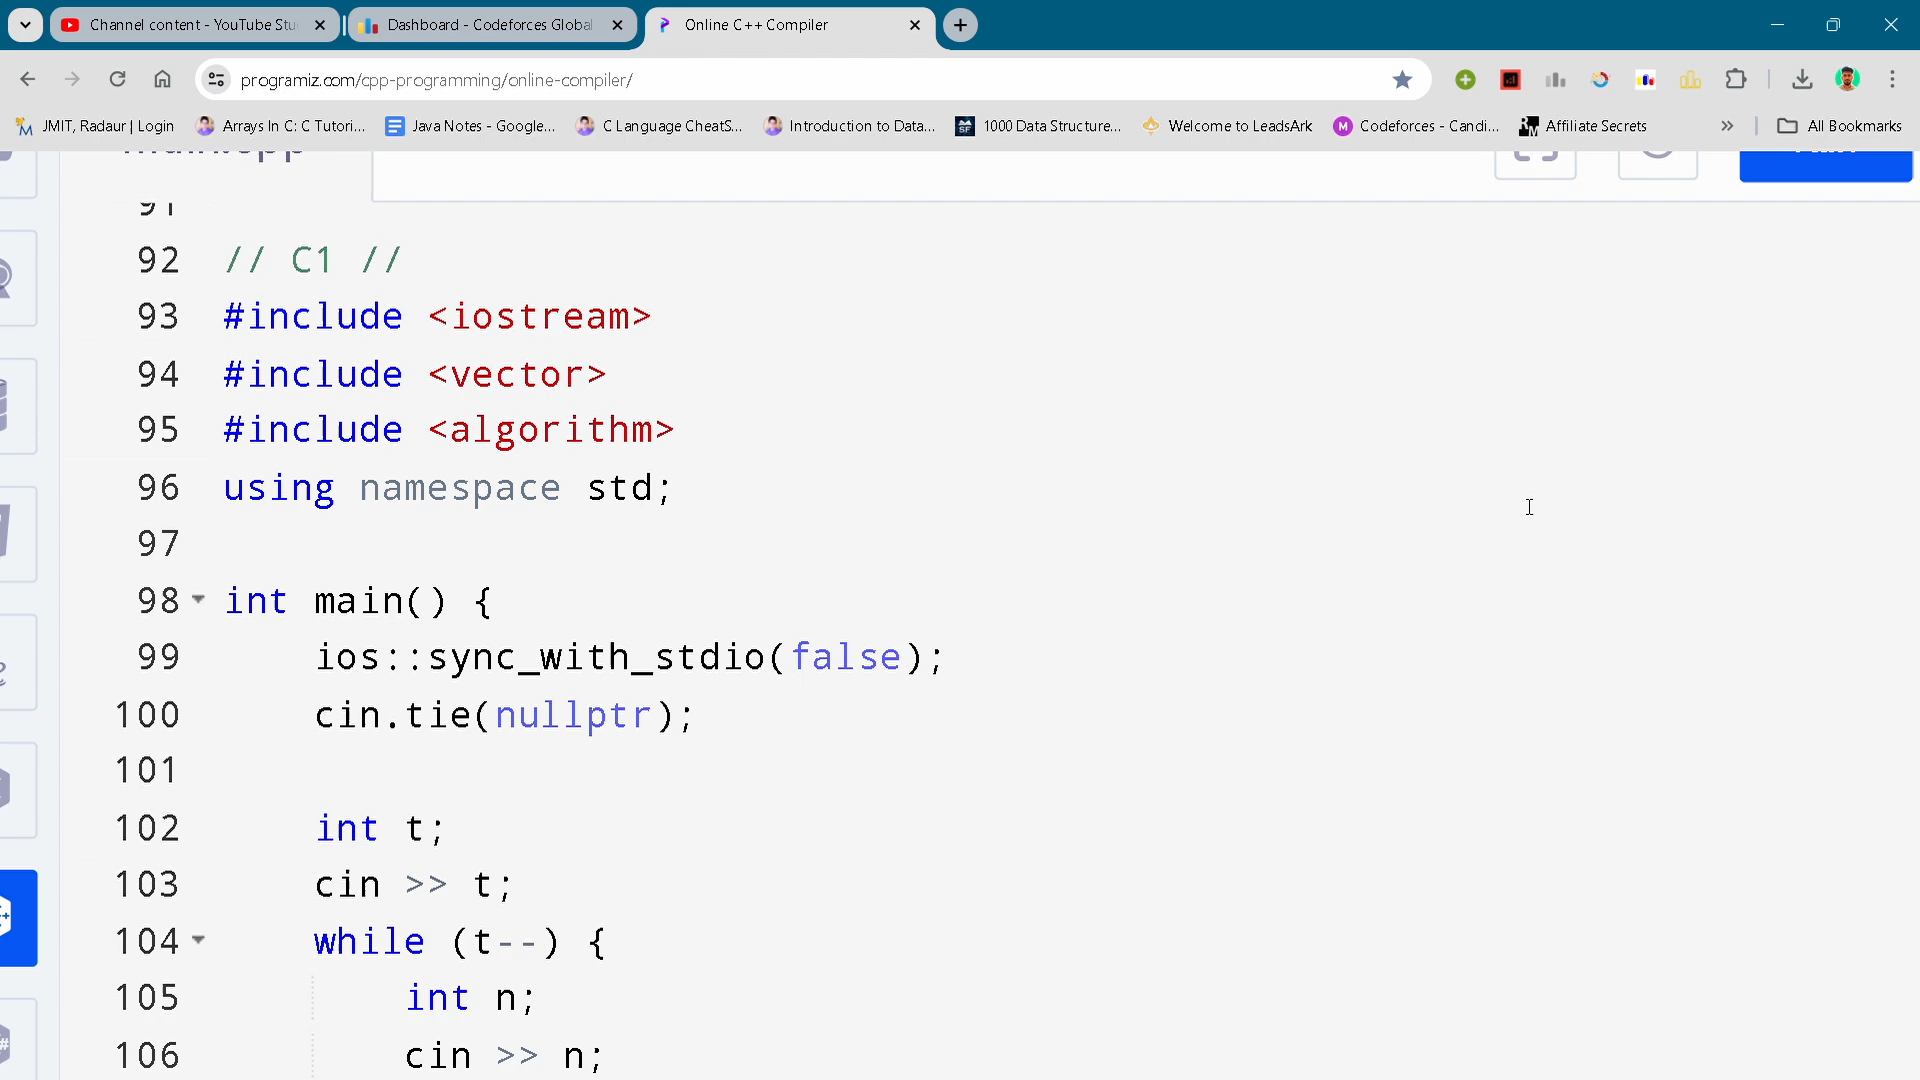 Channel content - YouTube Stu
Dashboard - Codeforces Global
Online C++ Compiler
programiz.com/cpp-programming/online-compiler/
JMIT, Radaur | Login
Arrays In C: C Tutori...
Java Notes - Google...
C Language CheatS...
Introduction to Data...
1000 Data Structure...
Welcome to LeadsArk
Codeforces - Candi...
Affiliate Secrets
All Bookmarks
main.cpp
91
92 // C1 //
93 #include <iostream>
94 #include <vector>
95 #include <algorithm>
96 using namespace std;
97
98 int main() {
99 ios::sync_with_stdio(false);
100 cin.tie(nullptr);
101
102 int t;
103 cin >> t;
104 while (t--) {
105 int n;
106 cin >> n;